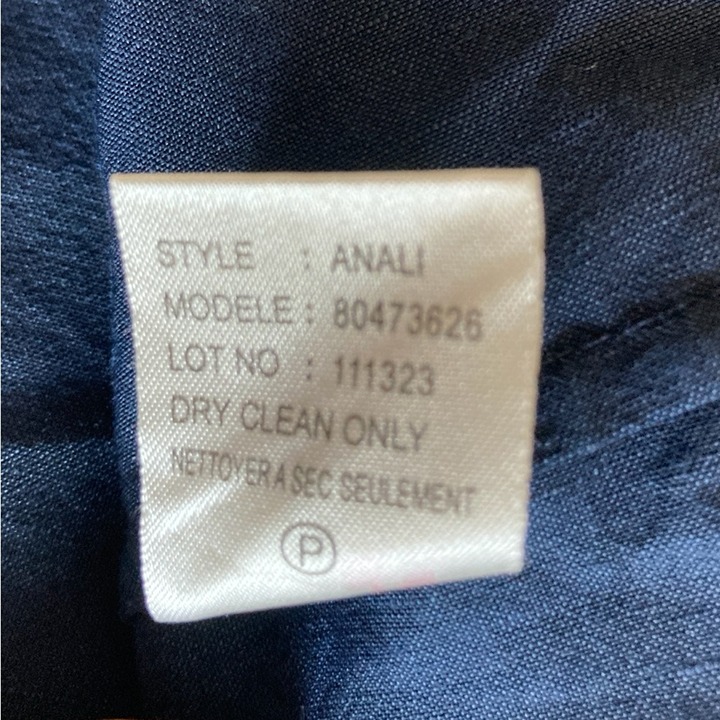 STYLE : ANALI
MODELE : 80473626
LOT NO : 111323
DRY CLEAN ONLY
NETTOYER A SEC SEULEMENT
P